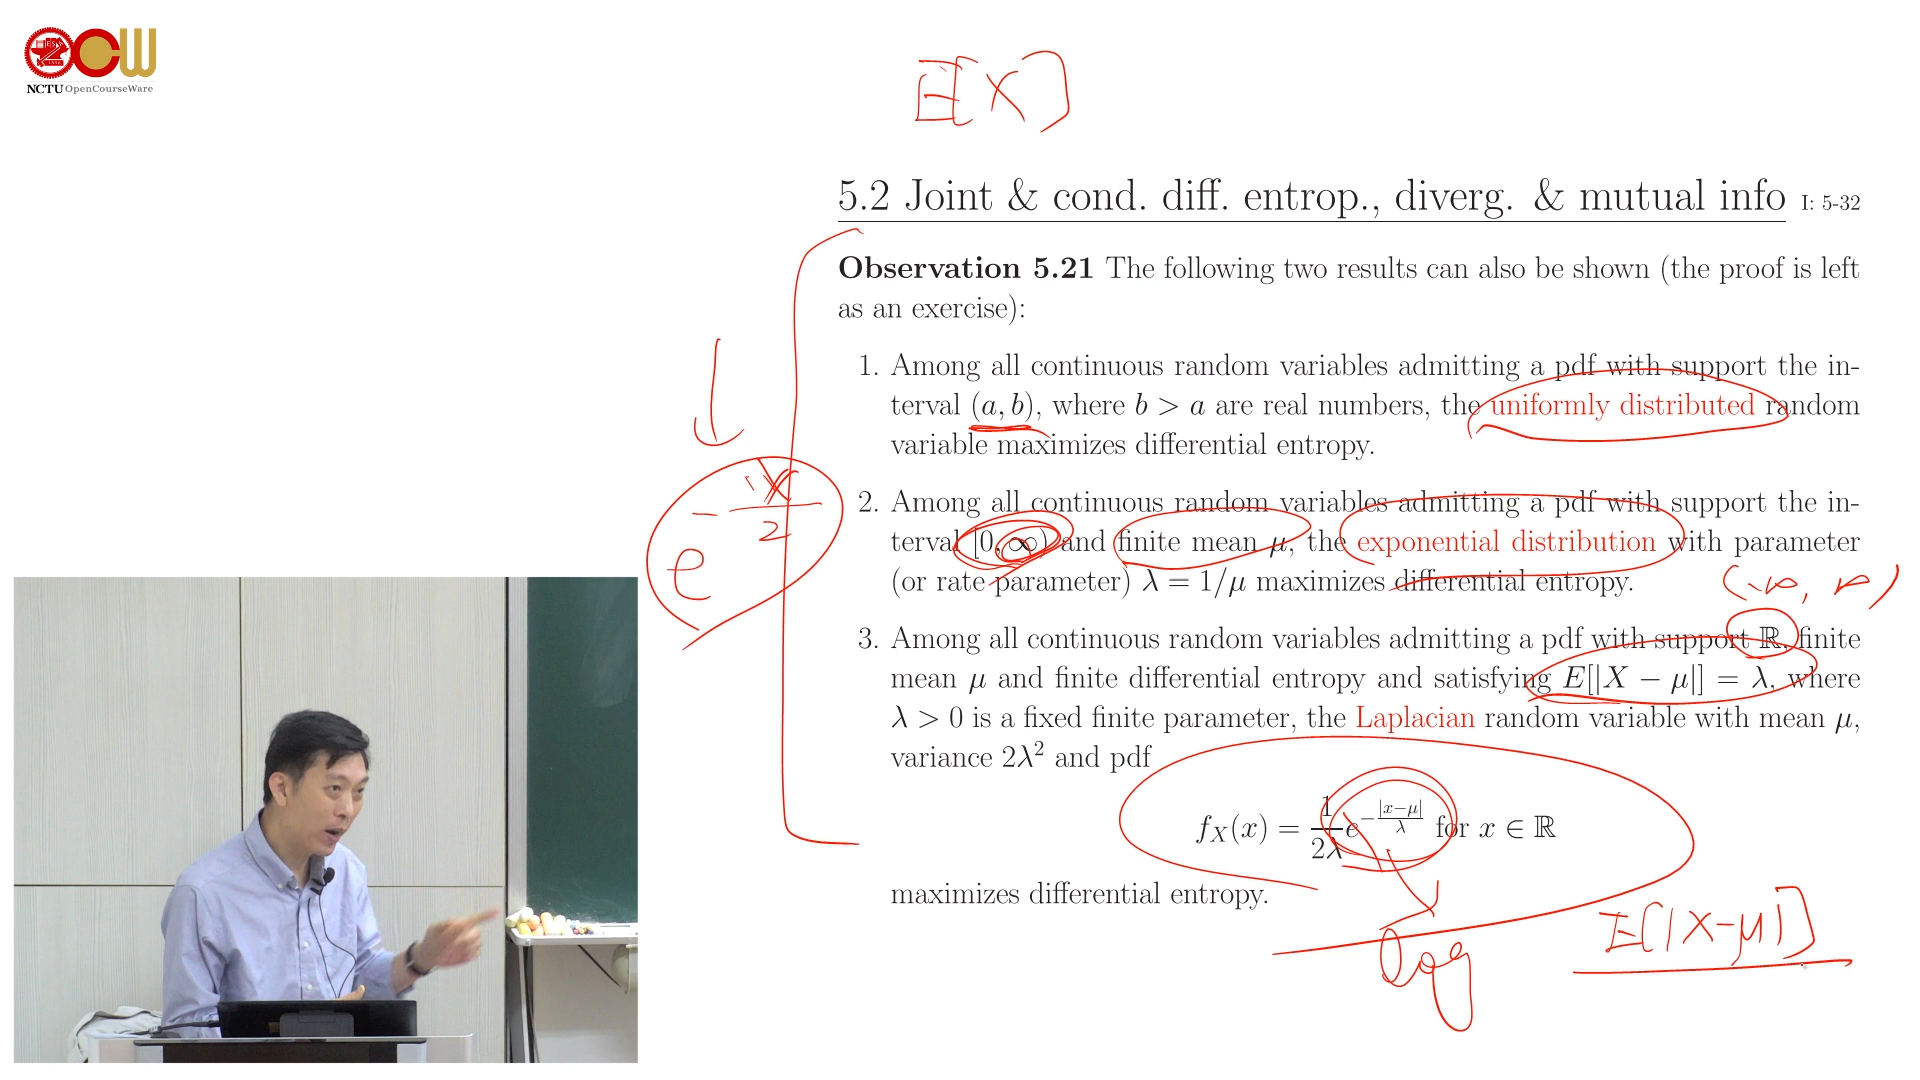 NCTU OpenCourseWare
E[X]
5.2 Joint & cond. diff. entrop., diverg. & mutual info I: 5-32
Observation 5.21 The following two results can also be shown (the proof is left
as an exercise):
1. Among all continuous random variables admitting a pdf with support the in-
terval (a, b), where b > a are real numbers, the uniformly distributed random
variable maximizes differential entropy.
2. Among all continuous random variables admitting a pdf with support the in-
terval [0, ∞) and finite mean μ, the exponential distribution with parameter
(or rate parameter) λ = 1/μ maximizes differential entropy.
(-∞, ∞)
3. Among all continuous random variables admitting a pdf with support ℝ, finite
mean μ and finite differential entropy and satisfying E[|X − μ|] = λ, where
λ > 0 is a fixed finite parameter, the Laplacian random variable with mean μ,
variance 2λ² and pdf
f_X(x) = 1/2λ e^{−|x−μ|/λ} for x ∈ ℝ
maximizes differential entropy.
E[|X-μ|]
log